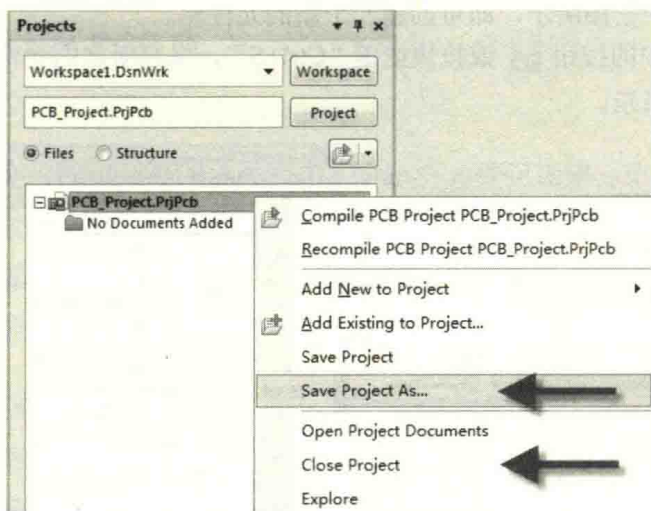 Projects
Workspace1.DsnWrk
Workspace
PCB_Project.PrjPcb
Project
Files
Structure
PCB_Project.PrjPcb
No Documents Added
Compile PCB Project PCB_Project.PrjPcb
Recompile PCB Project PCB_Project.PrjPcb
Add New to Project
Add Existing to Project...
Save Project
Save Project As...
Open Project Documents
Close Project
Explore